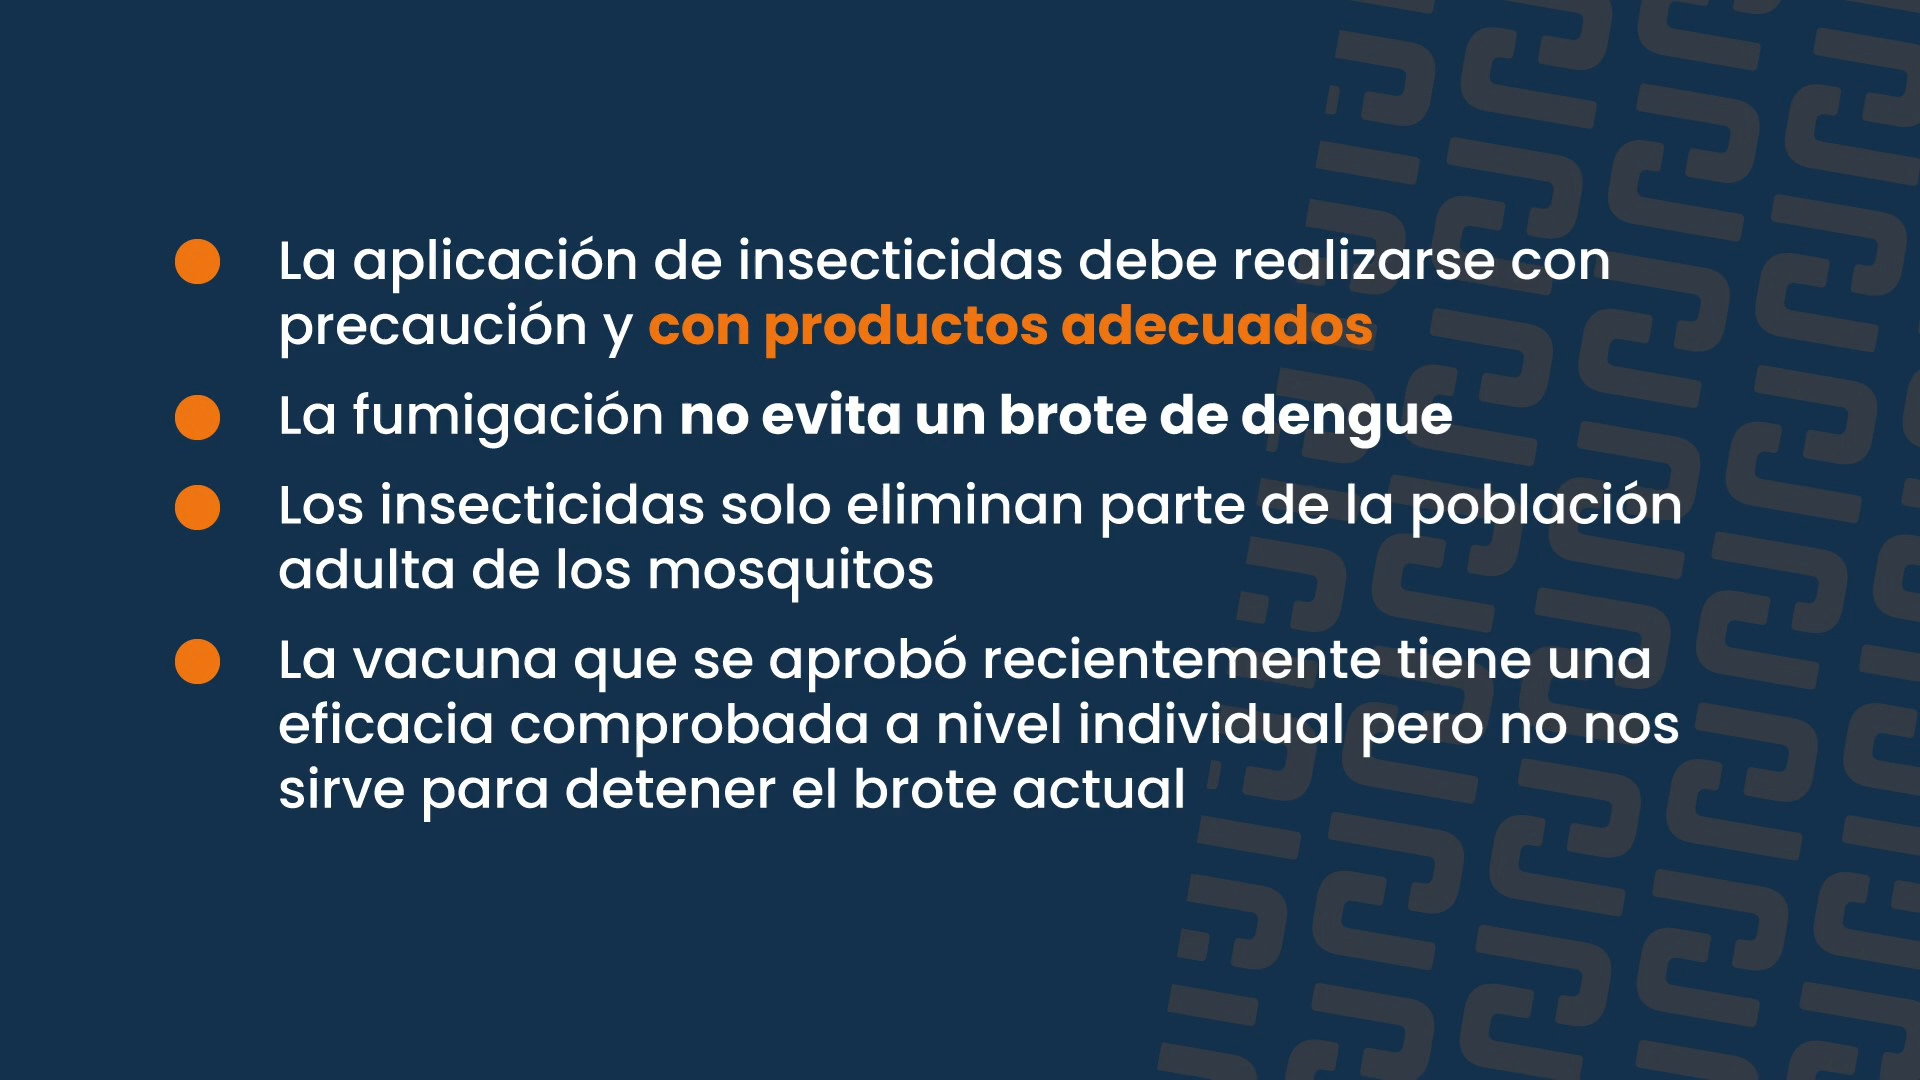 La aplicación de insecticidas debe realizarse con
precaución y con productos adecuados
La fumigación no evita un brote de dengue
Los insecticidas solo eliminan parte de la población
adulta de los mosquitos
La vacuna que se aprobó recientemente tiene una
eficacia comprobada a nivel individual pero no nos
sirve para detener el brote actual